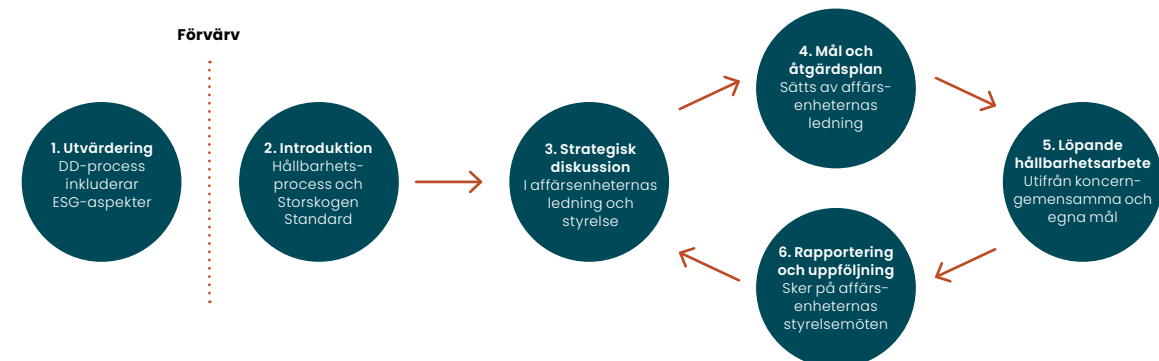 Förvärv
1. Utvärdering
DD-process
inkluderar
ESG-aspekter
2. Introduktion
Hållbarhets-
process och
Storskogen
Standard
3. Strategisk
diskussion
I affärsenheternas
ledning och
styrelse
4. Mål och
åtgärdsplan
Sätts av affärs-
enheternas
ledning
5. Löpande
hållbarhetsarbete
Utifrån koncern-
gemensamma och
egna mål
6. Rapportering
och uppföljning
Sker på affärs-
enheternas
styrelsemöten